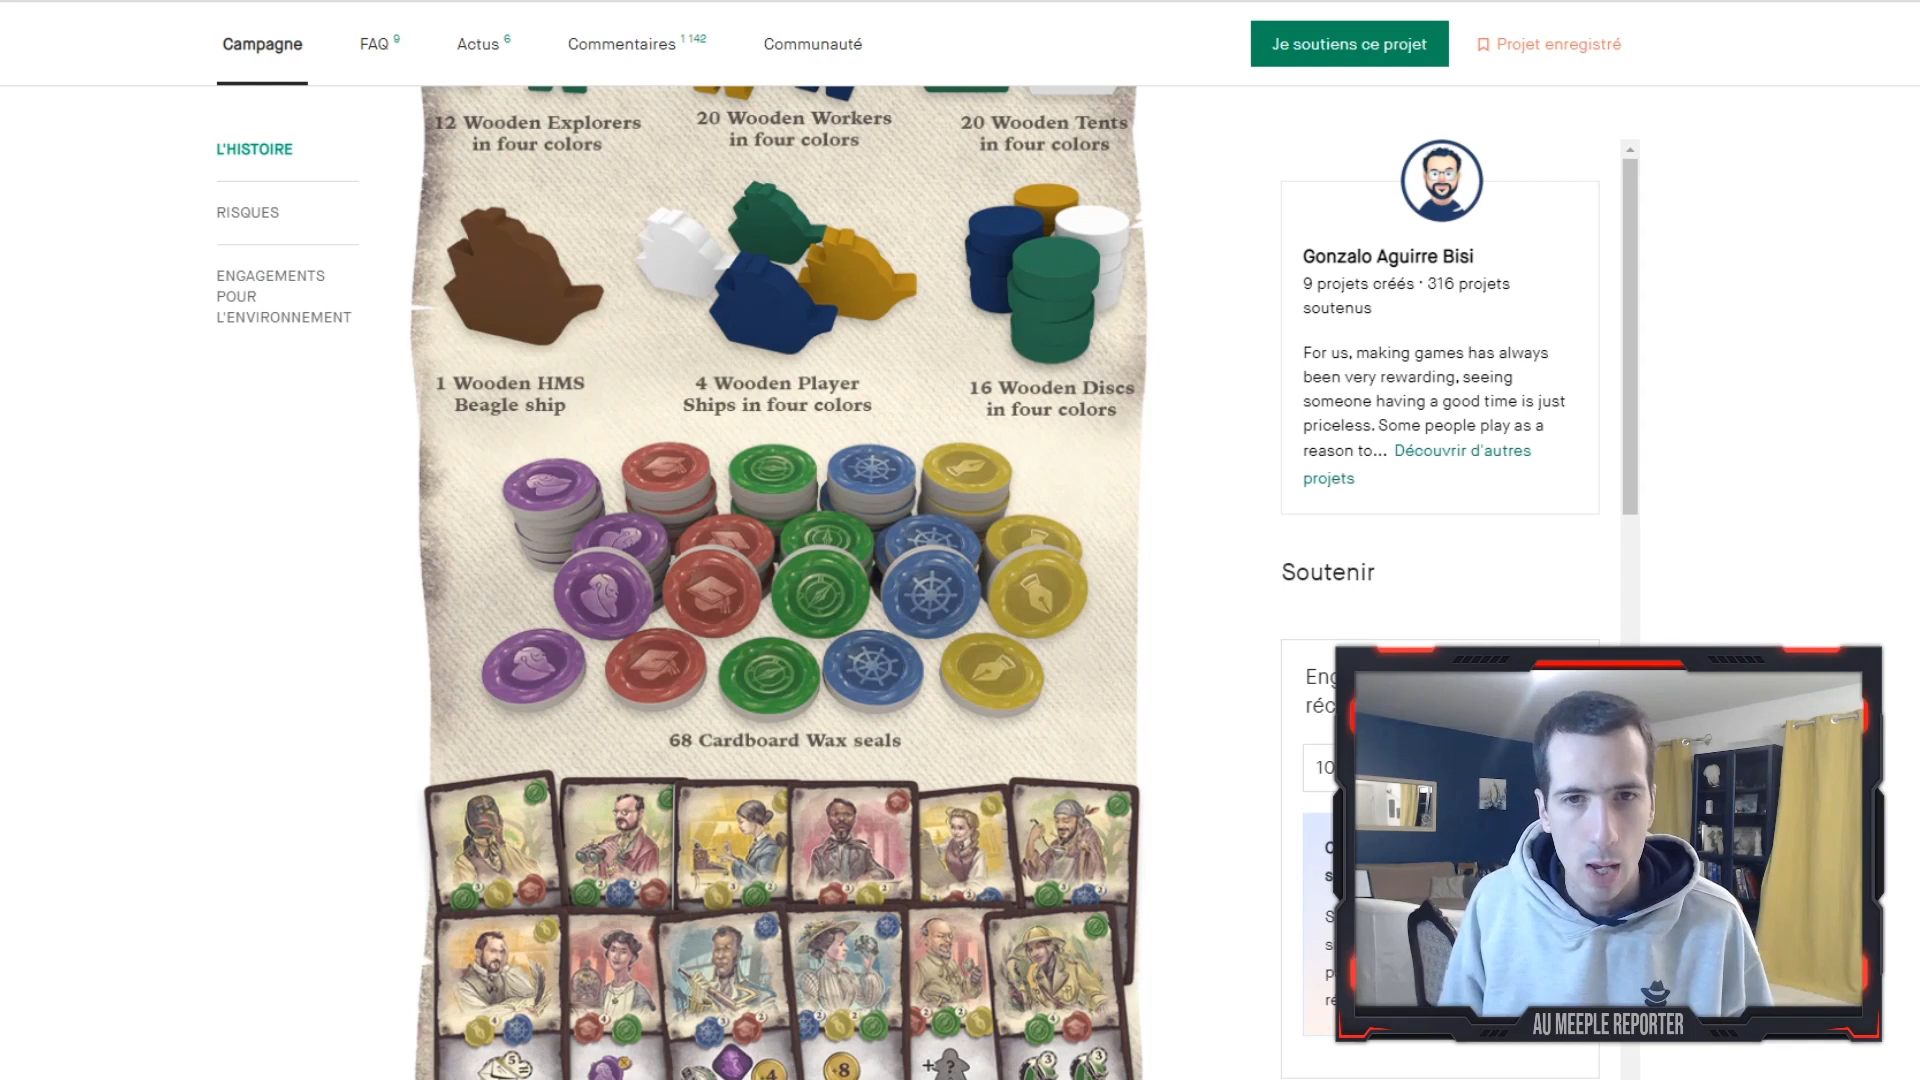 Campagne
FAQ 9
Actus 6
Commentaires 1 142
Communauté
Je soutiens ce projet
Projet enregistré
L'HISTOIRE
RISQUES
ENGAGEMENTS
POUR
L'ENVIRONNEMENT
12 Wooden Explorers
in four colors
20 Wooden Workers
in four colors
20 Wooden Tents
in four colors
1 Wooden HMS
Beagle ship
4 Wooden Player
Ships in four colors
16 Wooden Discs
in four colors
68 Cardboard Wax seals
Gonzalo Aguirre Bisi
9 projets créés · 316 projets
soutenus
For us, making games has always
been very rewarding, seeing
someone having a good time is just
priceless. Some people play as a
reason to... Découvrir d'autres
projets
Soutenir
Eng
réc
10
AU MEEPLE REPORTER